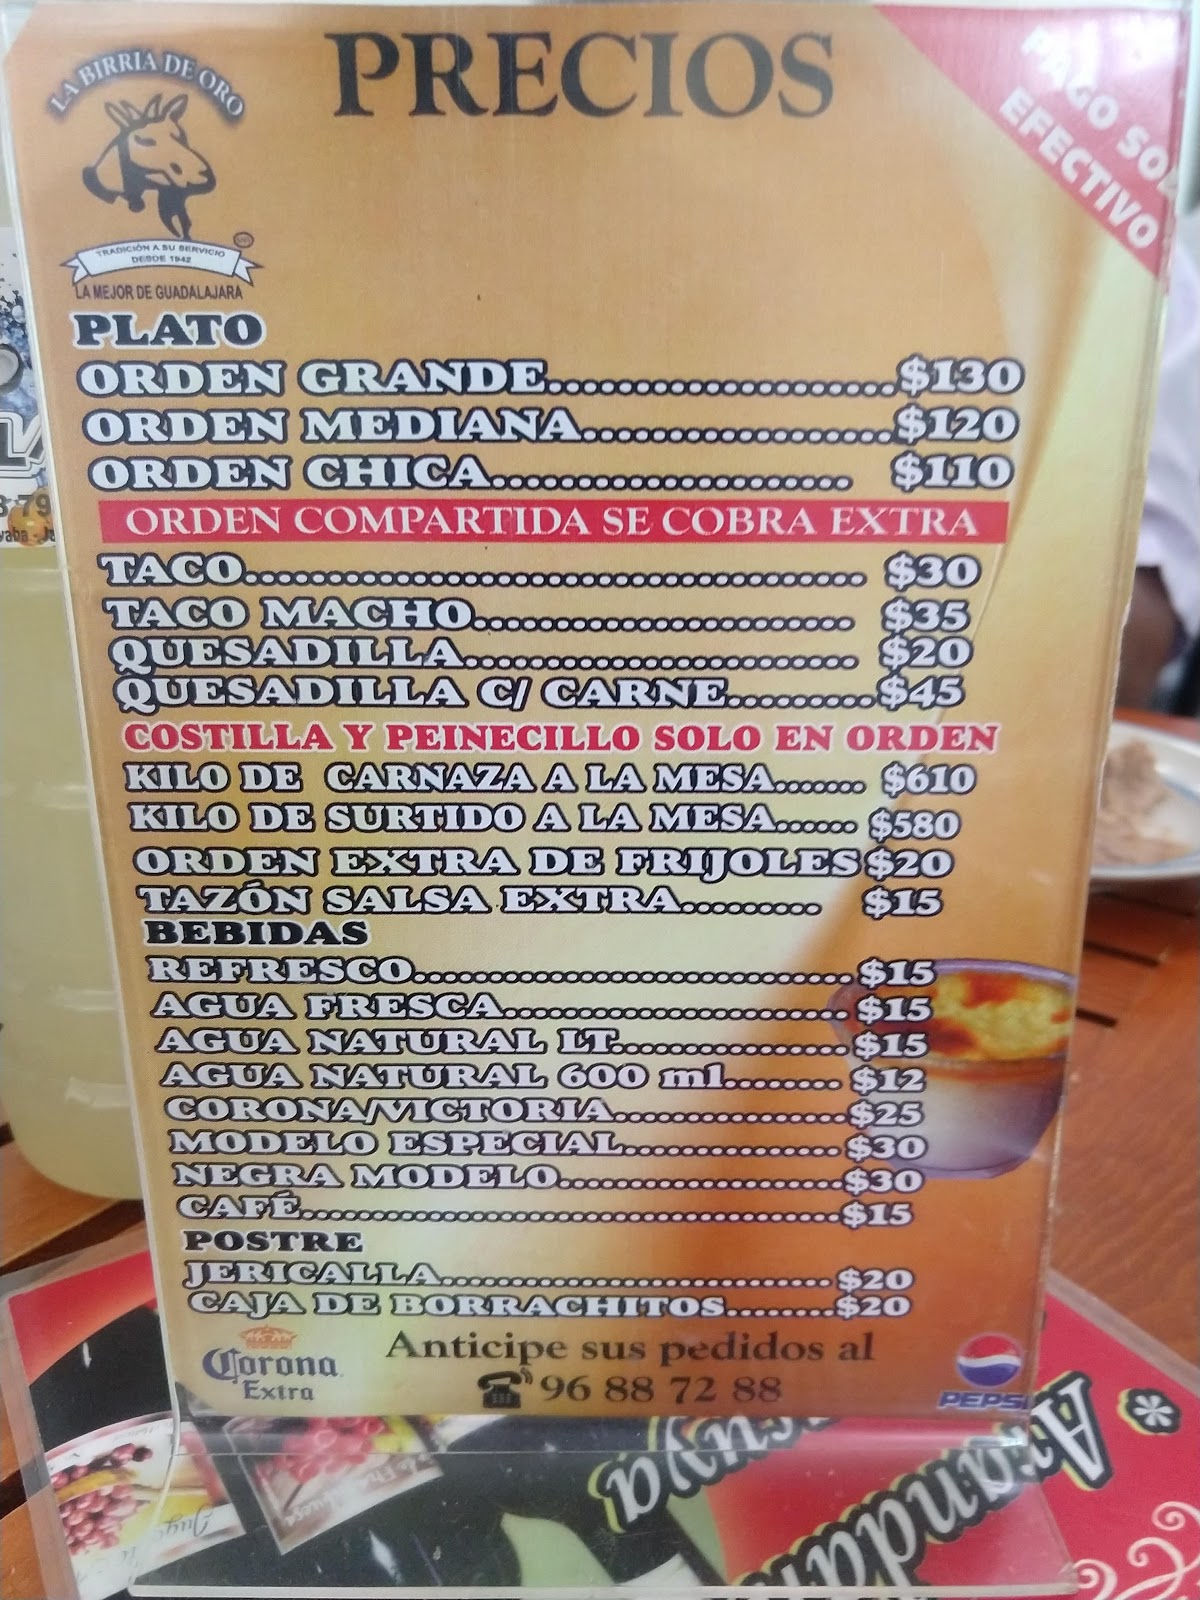 LA BIRRIA DE ORO
TRADICIÓN A SU SERVICIO
DESDE 1942
LA MEJOR DE GUADALAJARA
PRECIOS
PAGO SOL
EFECTIVO
PLATO
ORDEN GRANDE....................$130
ORDEN MEDIANA..................$120
ORDEN CHICA..................... $110
ORDEN COMPARTIDA SE COBRA EXTRA
TACO..................................... $30
TACO MACHO....................... $35
QUESADILLA....................... $20
QUESADILLA C/ CARNE.........$45
COSTILLA Y PEINECILLO SOLO EN ORDEN
KILO DE CARNAZA A LA MESA....... $610
KILO DE SURTIDO A LA MESA...... $580
ORDEN EXTRA DE FRIJOLES $20
TAZÓN SALSA EXTRA.......... $15
BEBIDAS
REFRESCO................................ $15
AGUA FRESCA......................... $15
AGUA NATURAL LT.................. $15
AGUA NATURAL 600 ml......... $12
CORONA/VICTORIA...................$25
MODELO ESPECIAL..................$30
NEGRA MODELO.......................$30
CAFÉ...........................................$15
POSTRE
JERICALLA.............................. $20
CAJA DE BORRACHITOS.........$20
Corona
Extra
Anticipe sus pedidos al
96 88 72 88
PEPSI